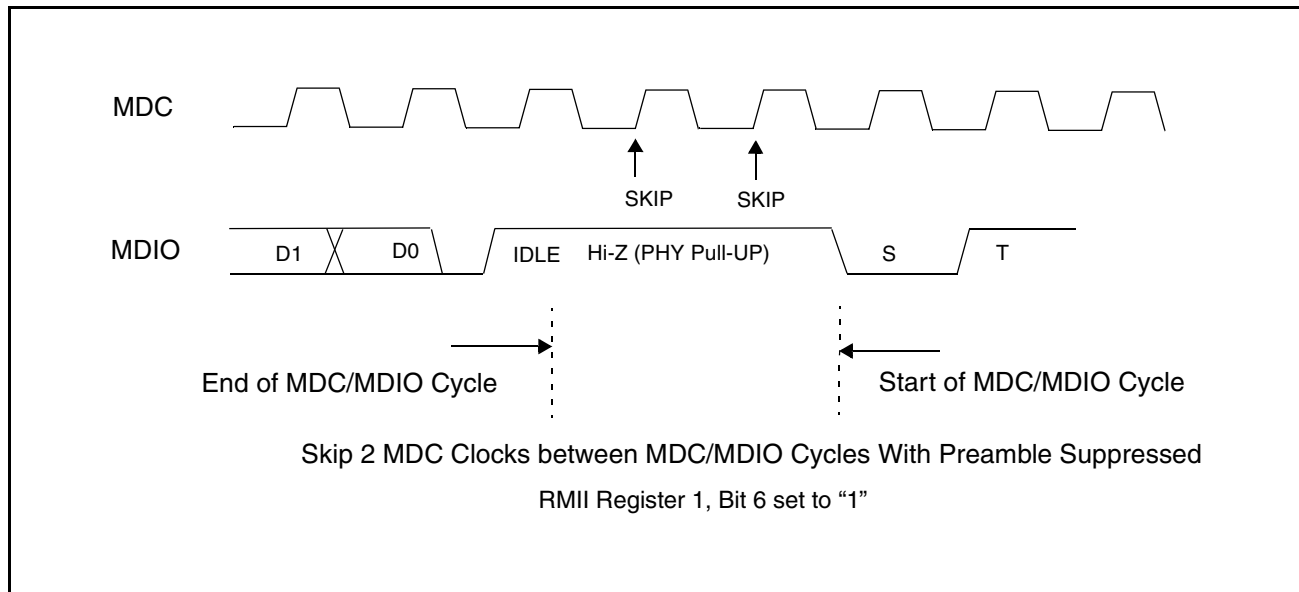 MDC
SKIP SKIP
MDIO D1 D0 IDLE Hi-Z (PHY Pull-UP) S T
End of MDC/MDIO Cycle Start of MDC/MDIO Cycle
Skip 2 MDC Clocks between MDC/MDIO Cycles With Preamble Suppressed
RMII Register 1, Bit 6 set to “1”